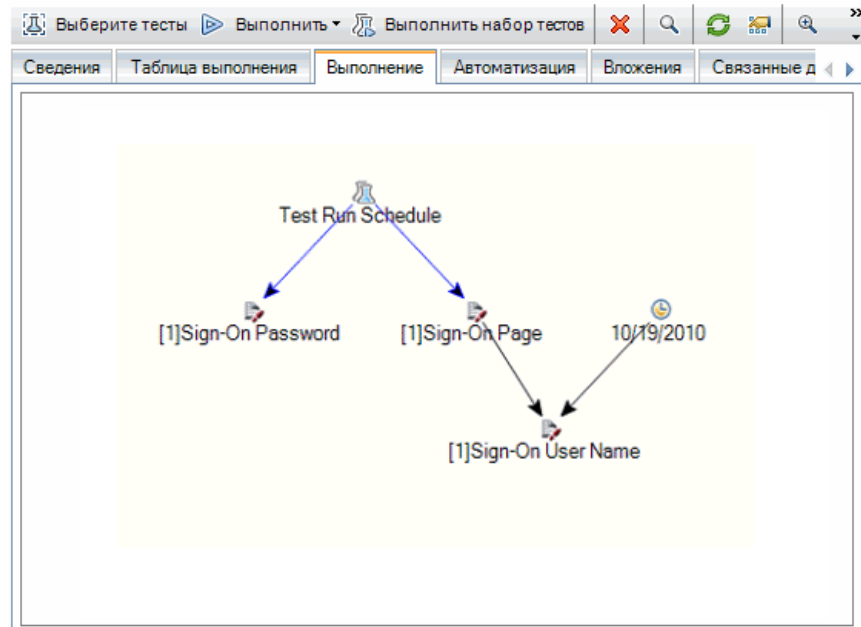 Выберите тесты Выполнить Выполнить набор тестов »
Сведения Таблица выполнения Выполнение Автоматизация Вложения Связанные д
Test Run Schedule
[1]Sign-On Password [1]Sign-On Page 10/19/2010
[1]Sign-On User Name